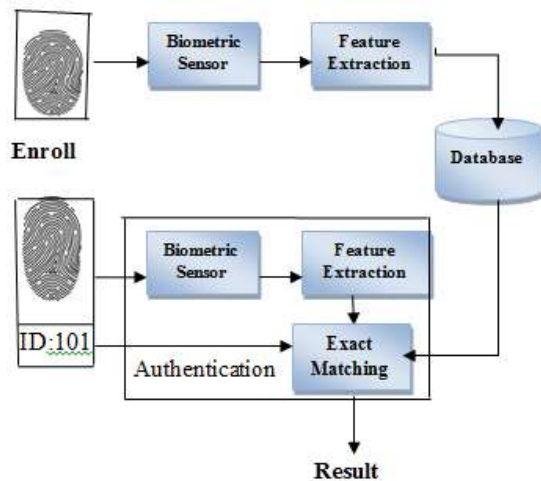 Biometric
Sensor
Feature
Extraction
Enroll
Database
Biometric
Sensor
Feature
Extraction
ID:101
Authentication
Exact
Matching
Result